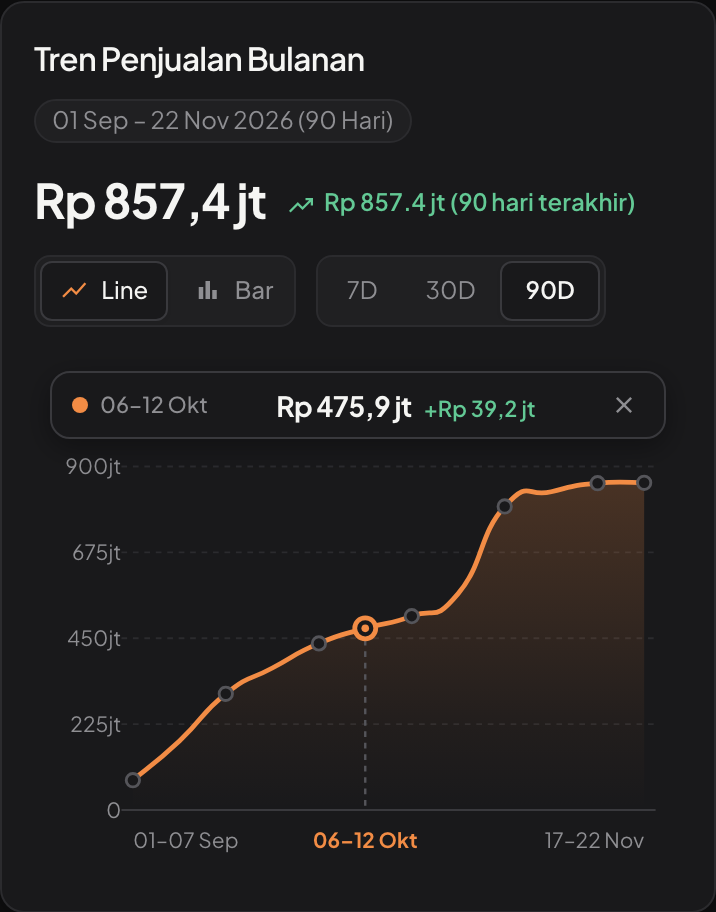 Tren Penjualan Bulanan
01 Sep – 22 Nov 2026 (90 Hari)
Rp 857,4 jt Rp 857.4 jt (90 hari terakhir)
Line Bar 7D 30D 90D
06–12 Okt Rp 475,9 jt +Rp 39,2 jt
900jt
675jt
450jt
225jt
0
01–07 Sep 06–12 Okt 17–22 Nov